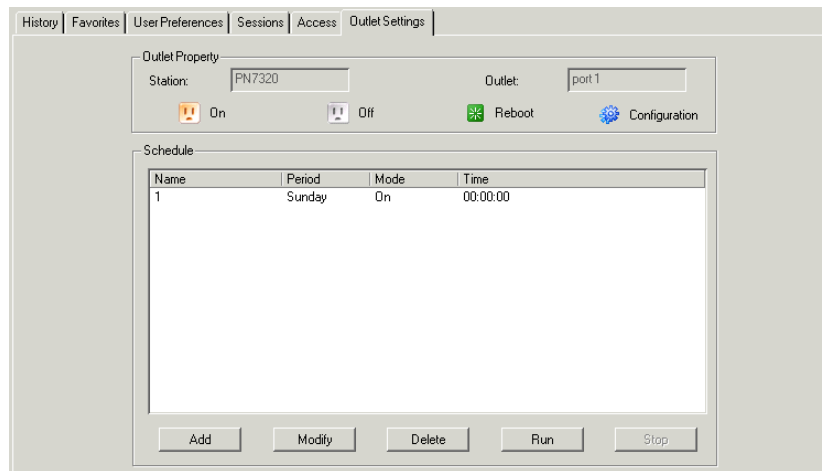 History Favorites User Preferences Sessions Access Outlet Settings
Outlet Property
Station: PN7320 Outlet: port 1
On Off Reboot Configuration
Schedule
Name Period Mode Time
1 Sunday On 00:00:00
Add Modify Delete Run Stop